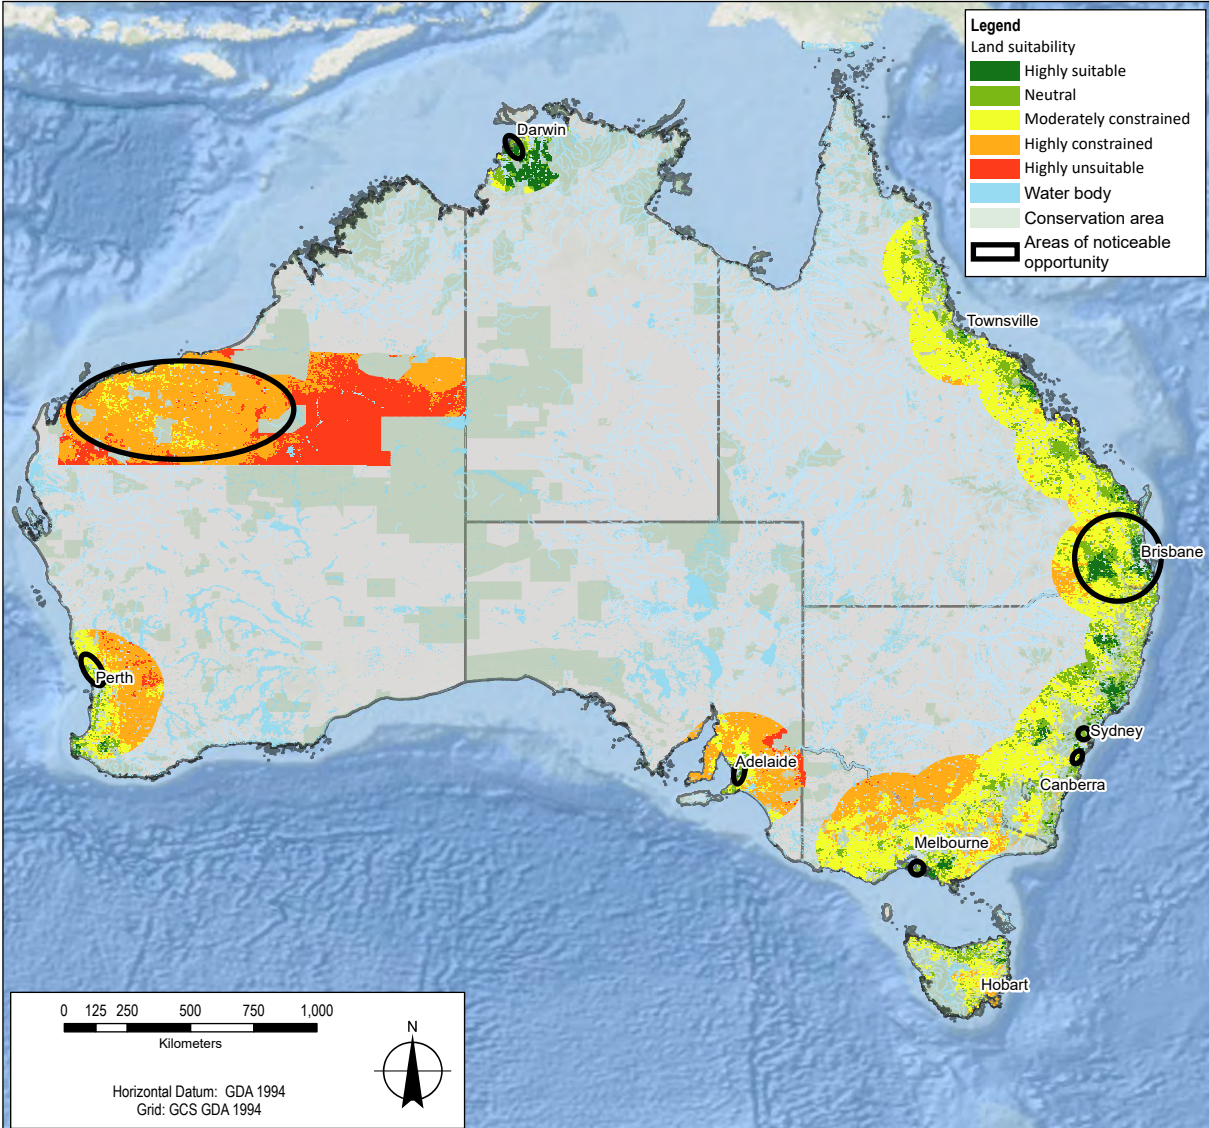 Legend
Land suitability
Highly suitable
Neutral
Moderately constrained
Highly constrained
Highly unsuitable
Water body
Conservation area
Areas of noticeable
opportunity
Darwin
Townsville
Brisbane
Perth
Sydney
Adelaide
Canberra
Melbourne
Hobart
0 125 250 500 750 1,000
Kilometers
N
Horizontal Datum: GDA 1994
Grid: GCS GDA 1994